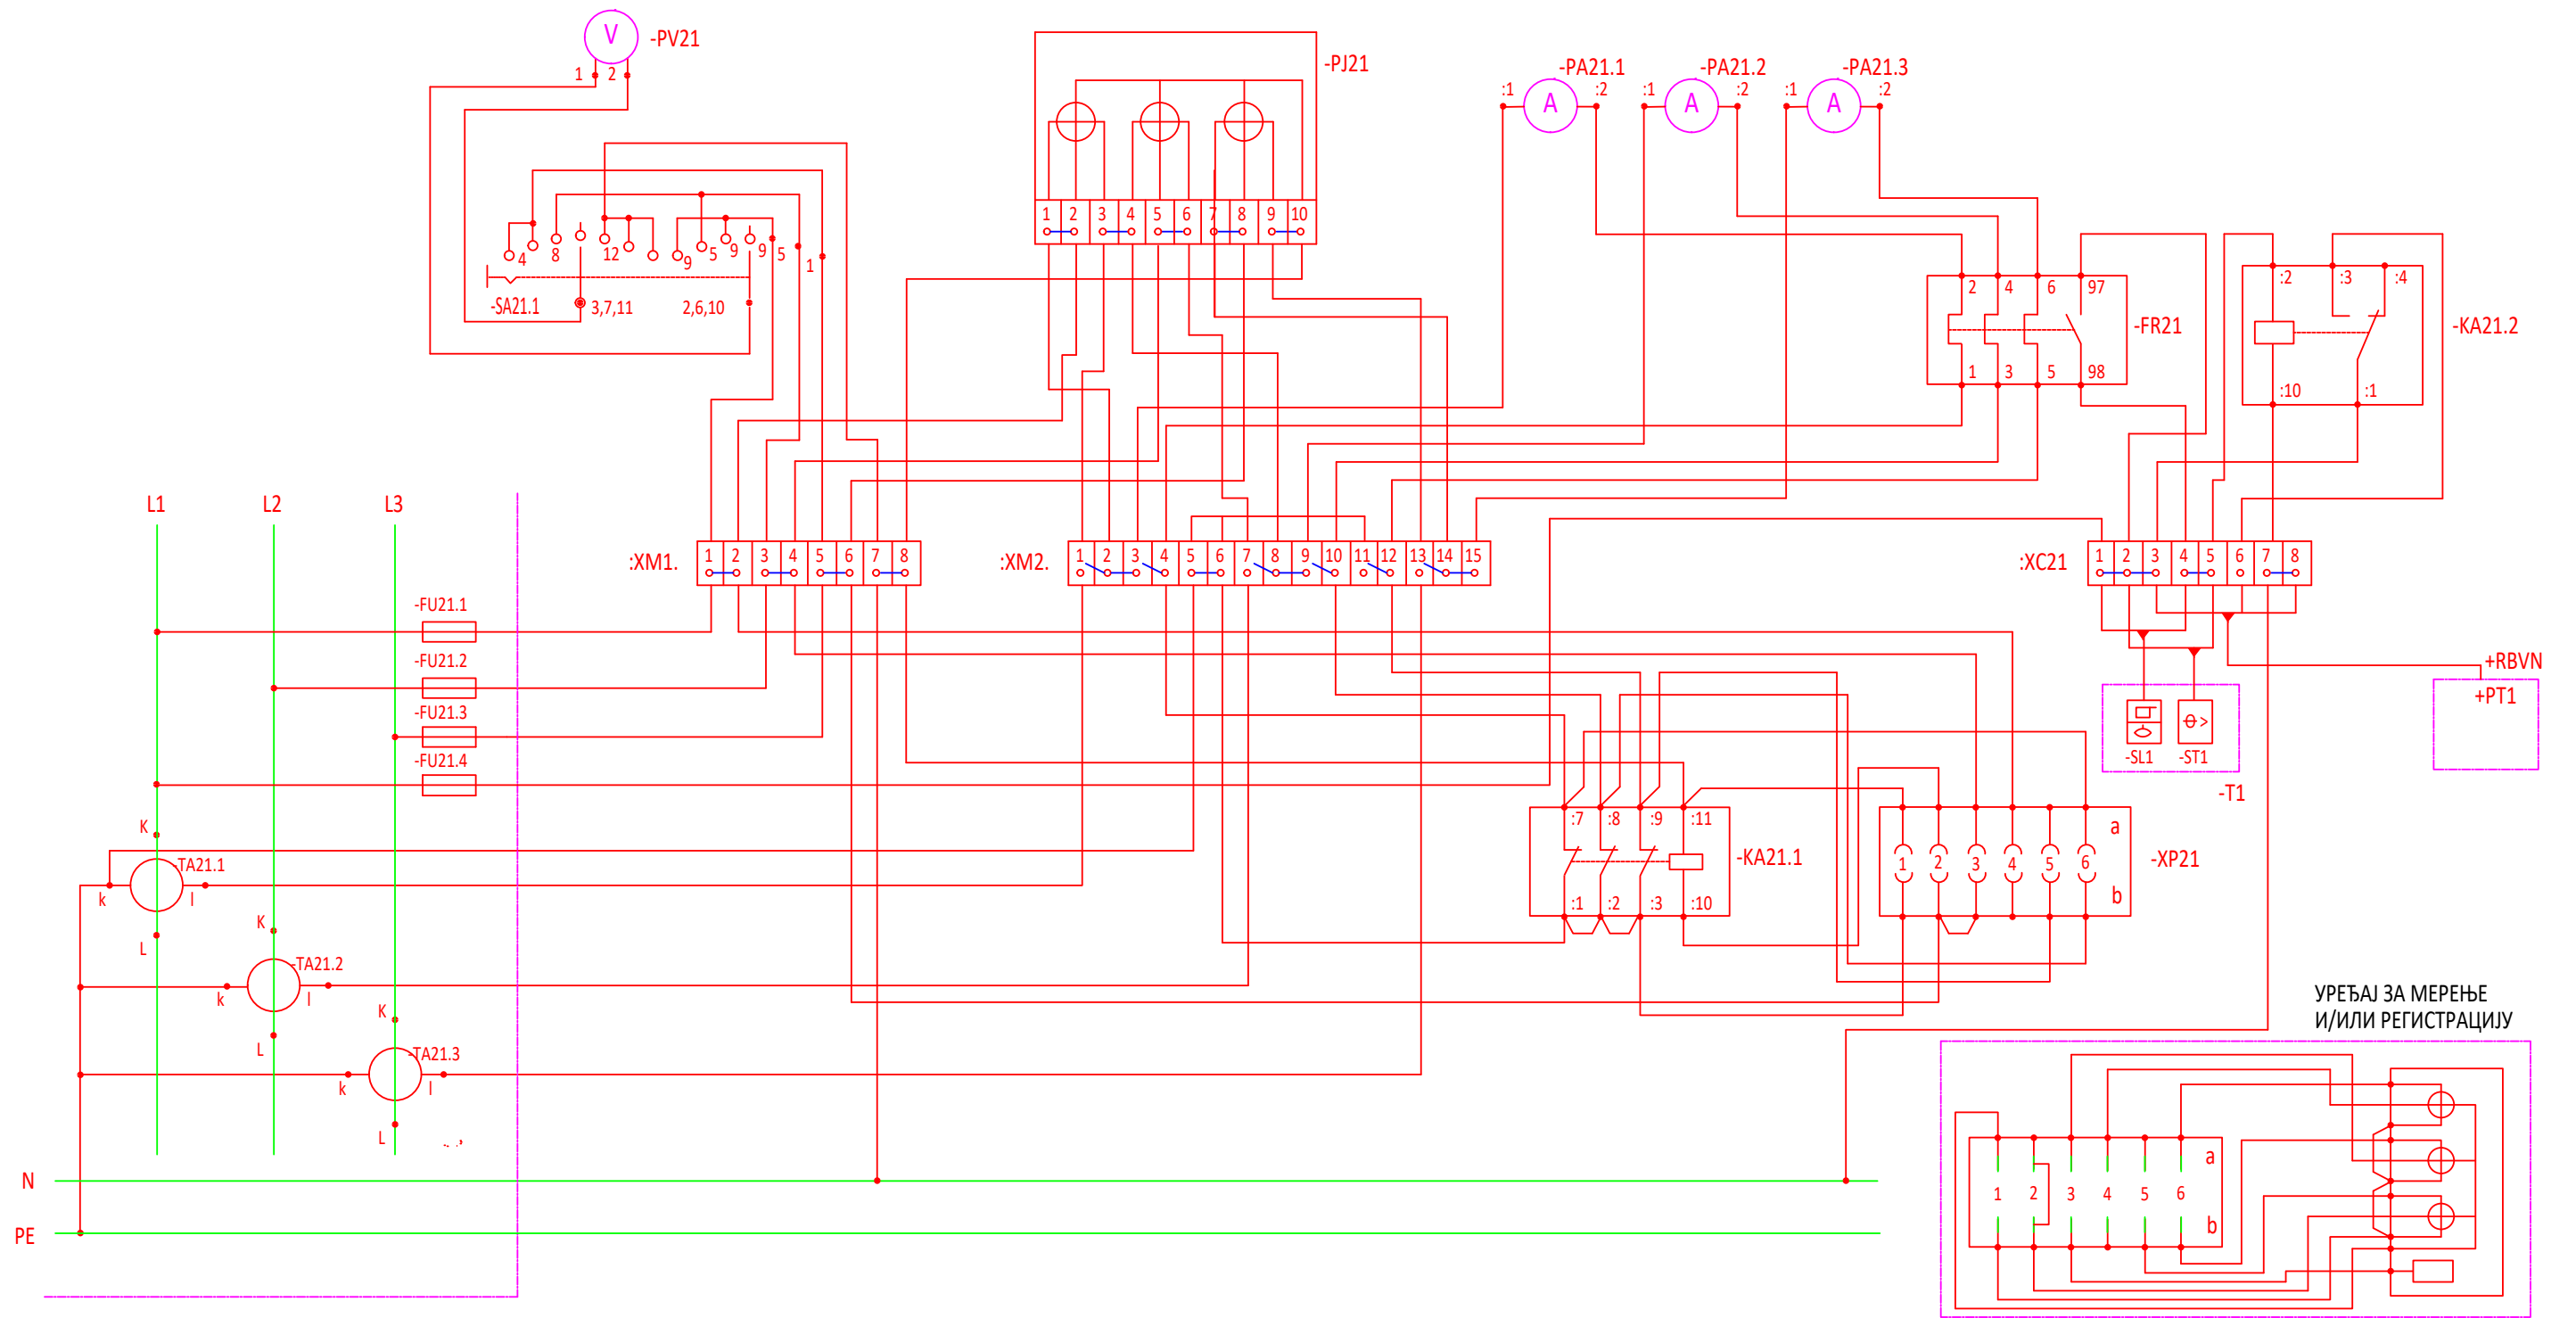 V
-PV21
1 2
-PJ21
1 2 3 4 5 6 7 8 9 10
-PA21.1
:1 A :2
-PA21.2
:1 A :2
-PA21.3
:1 A :2
4 8 12 9 5 9 9 5 1
-SA21.1 3,7,11 2,6,10
2 4 6 97
-FR21
1 3 5 98
:2 :3 :4
-KA21.2
:10 :1
L1 L2 L3
:XM1. 1 2 3 4 5 6 7 8
:XM2. 1 2 3 4 5 6 7 8 9 10 11 12 13 14 15
:XC21 1 2 3 4 5 6 7 8
-FU21.1
-FU21.2
-FU21.3
-FU21.4
+RBVN
+PT1
-SL1 -ST1
-T1
K
-TA21.1
k l
L
K
-TA21.2
k l
L
K
-TA21.3
k l
L
:7 :8 :9 :11
-KA21.1
:1 :2 :3 :10
a
1 2 3 4 5 6
-XP21
b
УРЕЂАЈ ЗА МЕРЕЊЕ
И/ИЛИ РЕГИСТРАЦИЈУ
a
1 2 3 4 5 6
b
N
PE